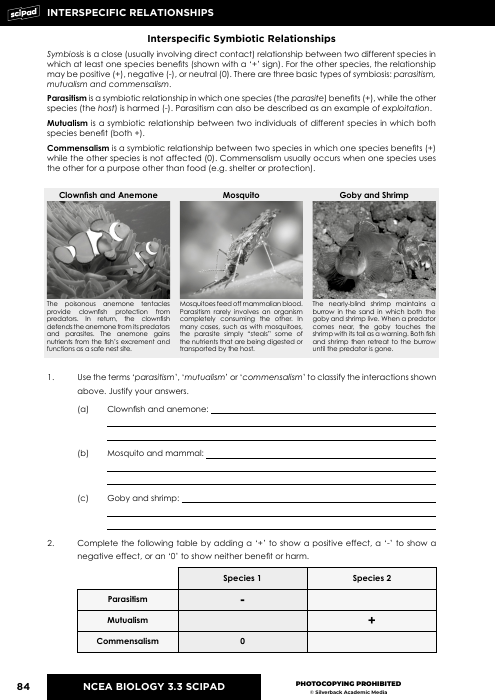 scipad INTERSPECIFIC RELATIONSHIPS
Interspecific Symbiotic Relationships
Symbiosis is a close (usually involving direct contact) relationship between two different species in
which at least one species benefits (shown with a '+' sign). For the other species, the relationship
may be positive (+), negative (-), or neutral (0). There are three basic types of symbiosis: parasitism,
mutualism and commensalism.
Parasitism is a symbiotic relationship in which one species (the parasite) benefits (+), while the other
species (the host) is harmed (-). Parasitism can also be described as an example of exploitation.
Mutualism is a symbiotic relationship between two individuals of different species in which both
species benefit (both +).
Commensalism is a symbiotic relationship between two species in which one species benefits (+)
while the other species is not affected (0). Commensalism usually occurs when one species uses
the other for a purpose other than food (e.g. shelter or protection).
Clownfish and Anemone
The poisonous anemone tentacles
provide clownfish protection from
predators. In return, the clownfish
defends the anemone from its predators
and parasites. The anemone gains
nutrients from the fish's excrement and
functions as a safe nest site.
Mosquito
Mosquitoes feed off mammalian blood.
Parasitism rarely involves an organism
completely consuming the other. In
many cases, such as with mosquitoes,
the parasite simply "steals" some of
the nutrients that are being digested or
transported by the host.
Goby and Shrimp
The nearly-blind shrimp maintains a
burrow in the sand in which both the
goby and shrimp live. When a predator
comes near, the goby touches the
shrimp with its tail as a warning. Both fish
and shrimp then retreat to the burrow
until the predator is gone.
1. Use the terms 'parasitism', 'mutualism' or 'commensalism' to classify the interactions shown
above. Justify your answers.
(a) Clownfish and anemone:
(b) Mosquito and mammal:
(c) Goby and shrimp:
2. Complete the following table by adding a '+' to show a positive effect, a '-' to show a
negative effect, or an '0' to show neither benefit or harm.
Species 1 Species 2
Parasitism -
Mutualism +
Commensalism 0
84 NCEA BIOLOGY 3.3 SCIPAD
PHOTOCOPYING PROHIBITED
© Silverback Academic Media